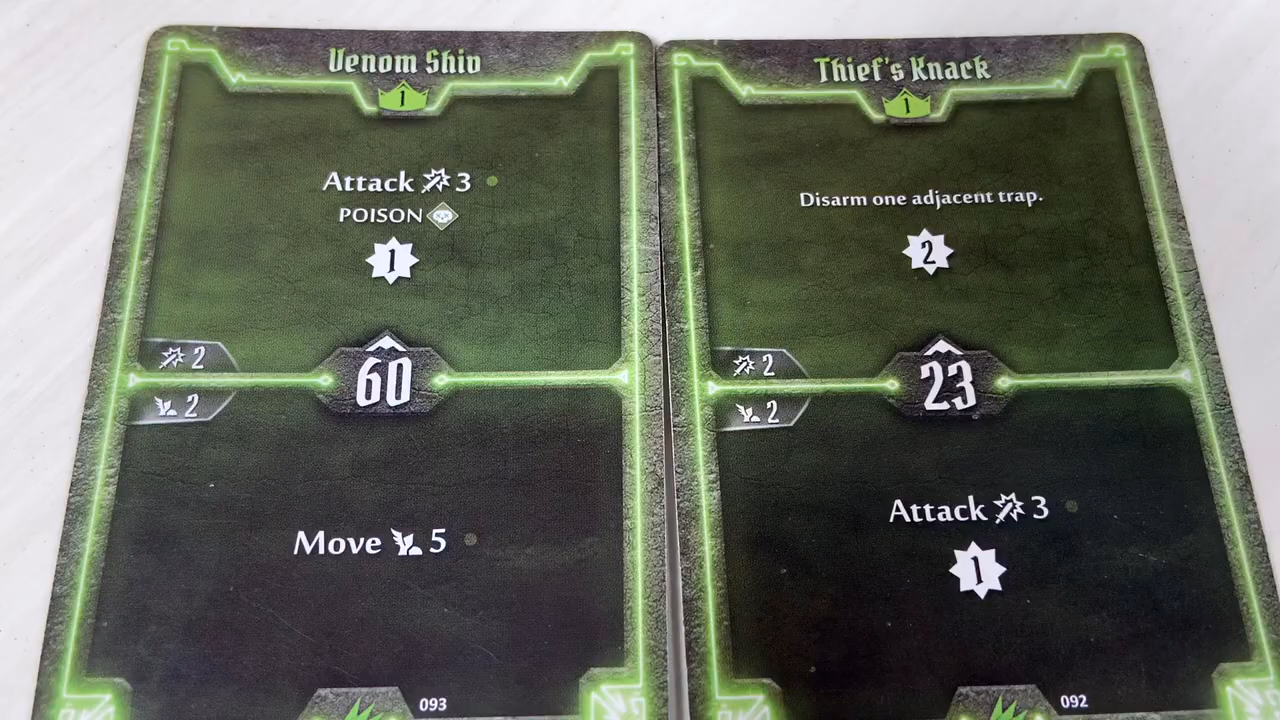 Venom Shiv
1
Attack 3
POISON
1
2
60
2
Move 5
093
Thief's Knack
1
Disarm one adjacent trap.
2
2
23
2
Attack 3
1
092